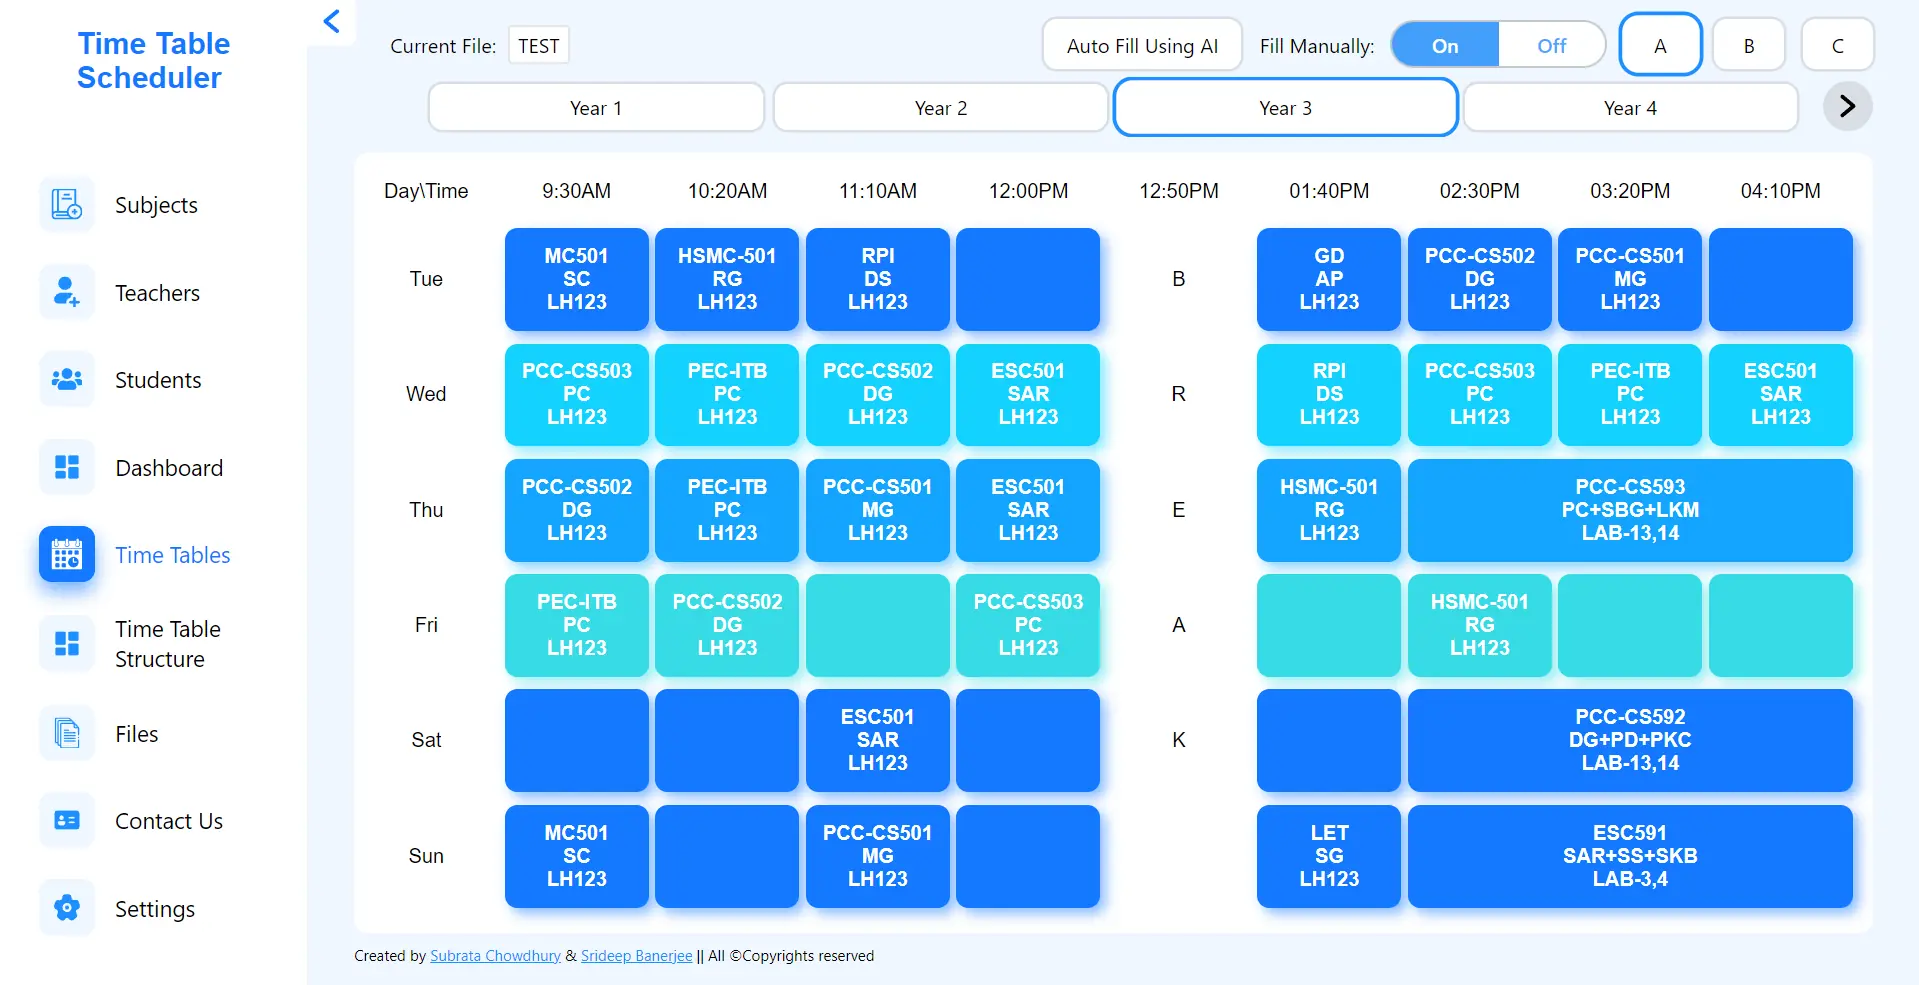 Time Table
Scheduler
Subjects
Teachers
Students
Dashboard
Time Tables
Time Table
Structure
Files
Contact Us
Settings
Current File: TEST
Auto Fill Using AI
Fill Manually: On Off
A B C
Year 1 Year 2 Year 3 Year 4
Day\Time 9:30AM 10:20AM 11:10AM 12:00PM 12:50PM 01:40PM 02:30PM 03:20PM 04:10PM
Tue
MC501
SC
LH123
HSMC-501
RG
LH123
RPI
DS
LH123
B
GD
AP
LH123
PCC-CS502
DG
LH123
PCC-CS501
MG
LH123
Wed
PCC-CS503
PC
LH123
PEC-ITB
PC
LH123
PCC-CS502
DG
LH123
ESC501
SAR
LH123
R
RPI
DS
LH123
PCC-CS503
PC
LH123
PEC-ITB
PC
LH123
ESC501
SAR
LH123
Thu
PCC-CS502
DG
LH123
PEC-ITB
PC
LH123
PCC-CS501
MG
LH123
ESC501
SAR
LH123
E
HSMC-501
RG
LH123
PCC-CS593
PC+SBG+LKM
LAB-13,14
Fri
PEC-ITB
PC
LH123
PCC-CS502
DG
LH123
PCC-CS503
PC
LH123
A
HSMC-501
RG
LH123
Sat
ESC501
SAR
LH123
K
PCC-CS592
DG+PD+PKC
LAB-13,14
Sun
MC501
SC
LH123
PCC-CS501
MG
LH123
LET
SG
LH123
ESC591
SAR+SS+SKB
LAB-3,4
Created by Subrata Chowdhury & Srideep Banerjee || All ©Copyrights reserved